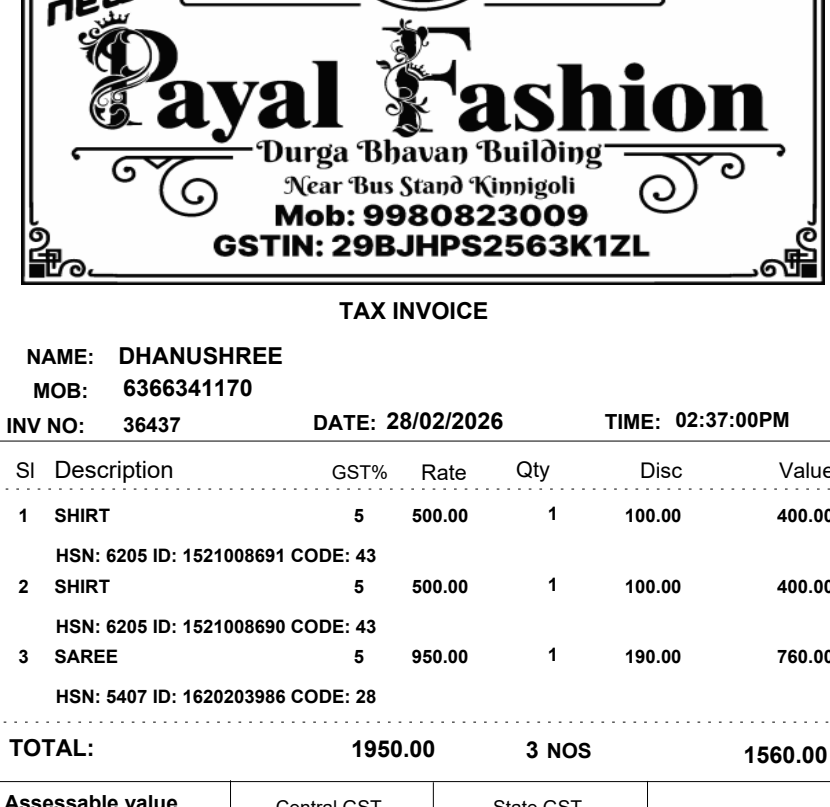 new
Payal Fashion
Durga Bhavan Building
Near Bus Stand Kinnigoli
Mob: 9980823009
GSTIN: 29BJHPS2563K1ZL
TAX INVOICE
NAME: DHANUSHREE
MOB: 6366341170
INV NO: 36437 DATE: 28/02/2026 TIME: 02:37:00PM
Sl Description GST% Rate Qty Disc Value
1 SHIRT 5 500.00 1 100.00 400.00
HSN: 6205 ID: 1521008691 CODE: 43
2 SHIRT 5 500.00 1 100.00 400.00
HSN: 6205 ID: 1521008690 CODE: 43
3 SAREE 5 950.00 1 190.00 760.00
HSN: 5407 ID: 1620203986 CODE: 28
TOTAL: 1950.00 3 NOS 1560.00
Assessable value Central GST State GST